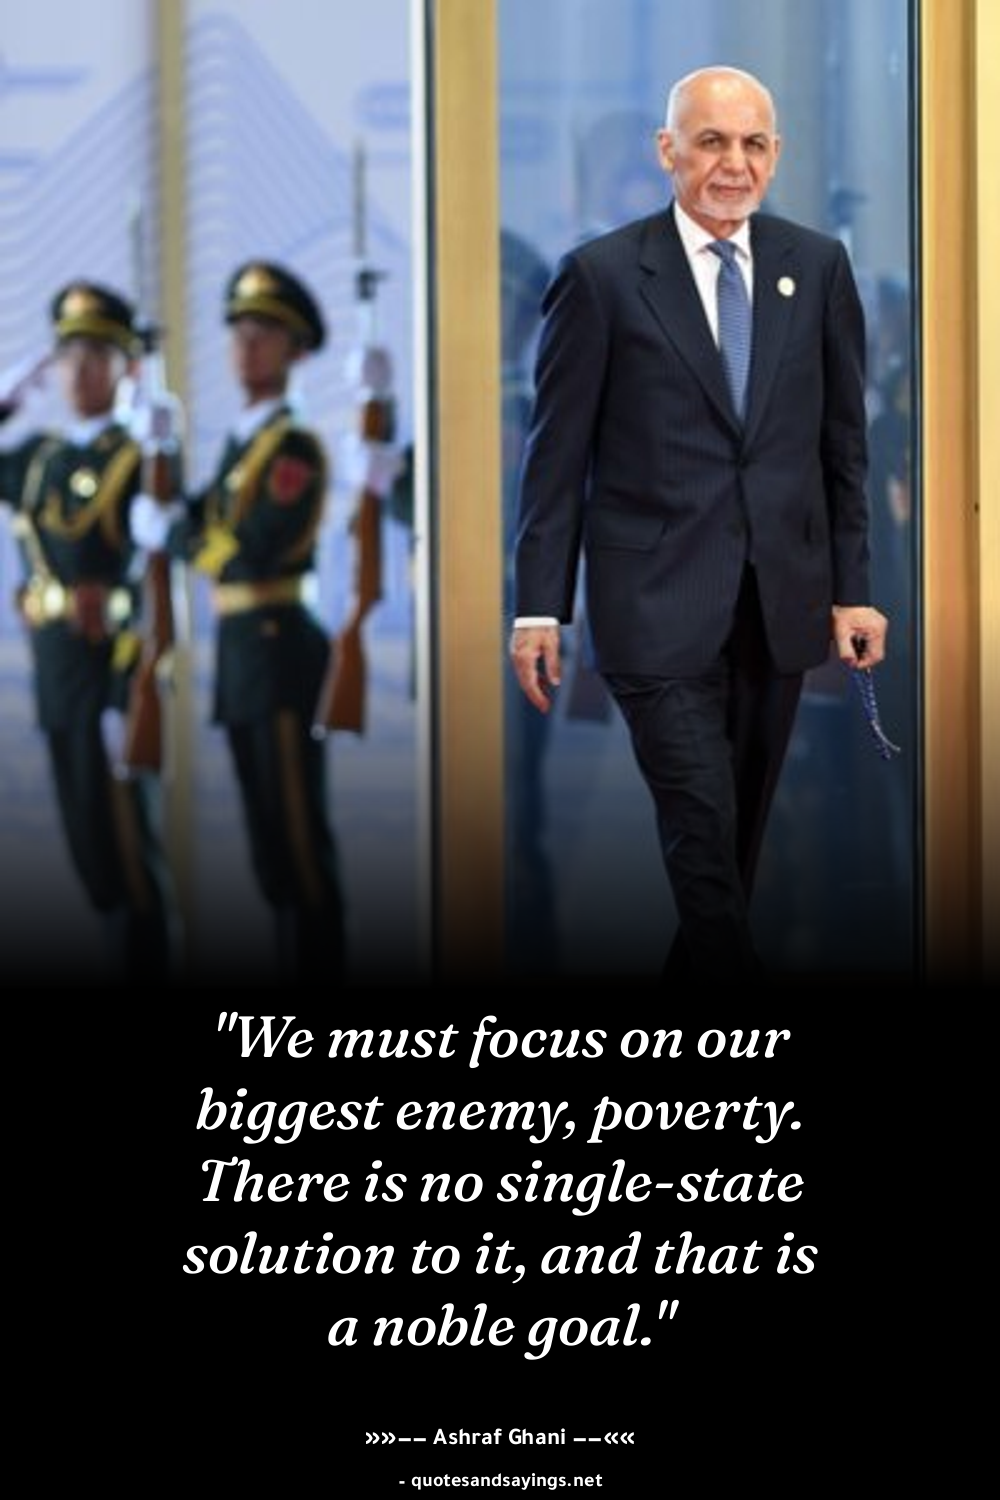 "We must focus on our
biggest enemy, poverty.
There is no single-state
solution to it, and that is
a noble goal."
»»—— Ashraf Ghani ——««
- quotesandsayings.net